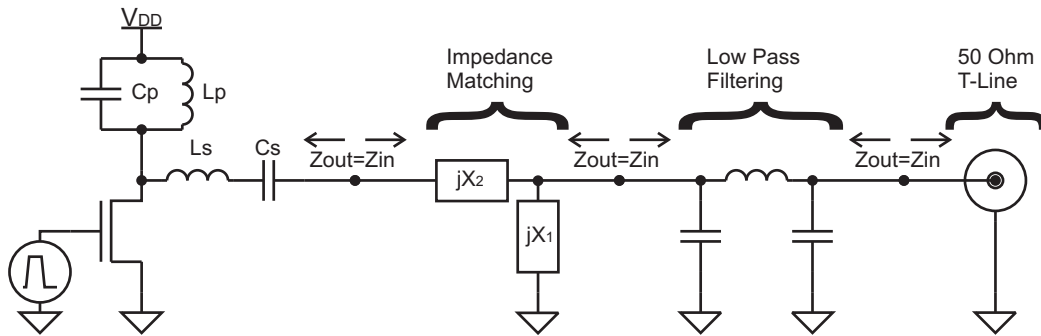 VDD
Cp
Lp
Ls
Cs
Zout=Zin
Impedance
Matching
jX2
jX1
Zout=Zin
Low Pass
Filtering
Zout=Zin
50 Ohm
T-Line